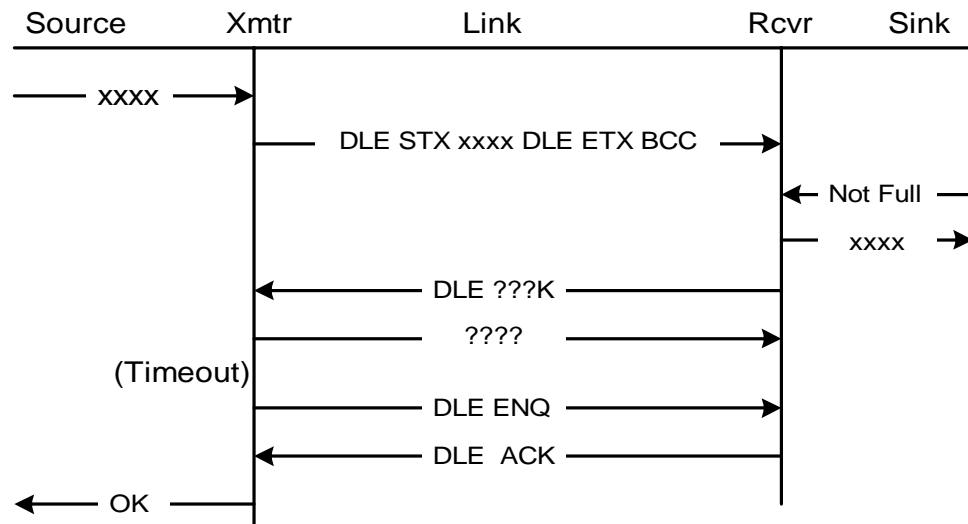 Source Xmtr Link Rcvr Sink
xxxx
DLE STX xxxx DLE ETX BCC
Not Full
xxxx
DLE ???K
????
(Timeout)
DLE ENQ
DLE ACK
OK